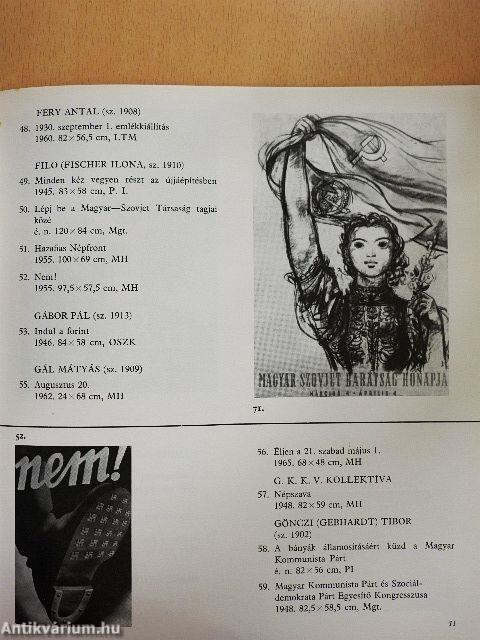 FERY ANTAL (sz. 1908)
48. 1930. szeptember 1. emlékkiállítás
1960. 82×56,5 cm, LTM
FILO (FISCHER ILONA, sz. 1910)
49. Minden kéz vegyen részt az újjáépítésben
1945. 83×58 cm, P. I.
50. Lépj be a Magyar—Szovjet Társaság tagjai
közé
é. n. 120×84 cm, Mgt.
51. Hazafias Népfront
1955. 100×69 cm, MH
52. Nem!
1955. 97,5×57,5 cm, MH
GÁBOR PÁL (sz. 1913)
53. Indul a forint
1946. 84×58 cm, OSZK
GÁL MÁTYÁS (sz. 1909)
55. Augusztus 20.
1962. 24×68 cm, MH
MAGYAR SZOVJET BARÁTSÁG HÓNAPJA
MÁRCIUS 4 - ÁPRILIS 4
71.
52.
nem!
56. Éljen a 21. szabad május 1.
1965. 68×48 cm, MH
G. K. K. V. KOLLEKTÍVA
57. Népszava
1948. 82×59 cm, MH
GÖNCZI (GEBHARDT) TIBOR
(sz. 1902)
58. A bányák államosításáért küzd a Magyar
Kommunista Párt
é. n. 82×56 cm, PI
59. Magyar Kommunista Párt és Szociál-
demokrata Párt Egyesítő Kongresszusa
1948. 82,5×58,5 cm, Mgt.
11
Antikvárium.hu